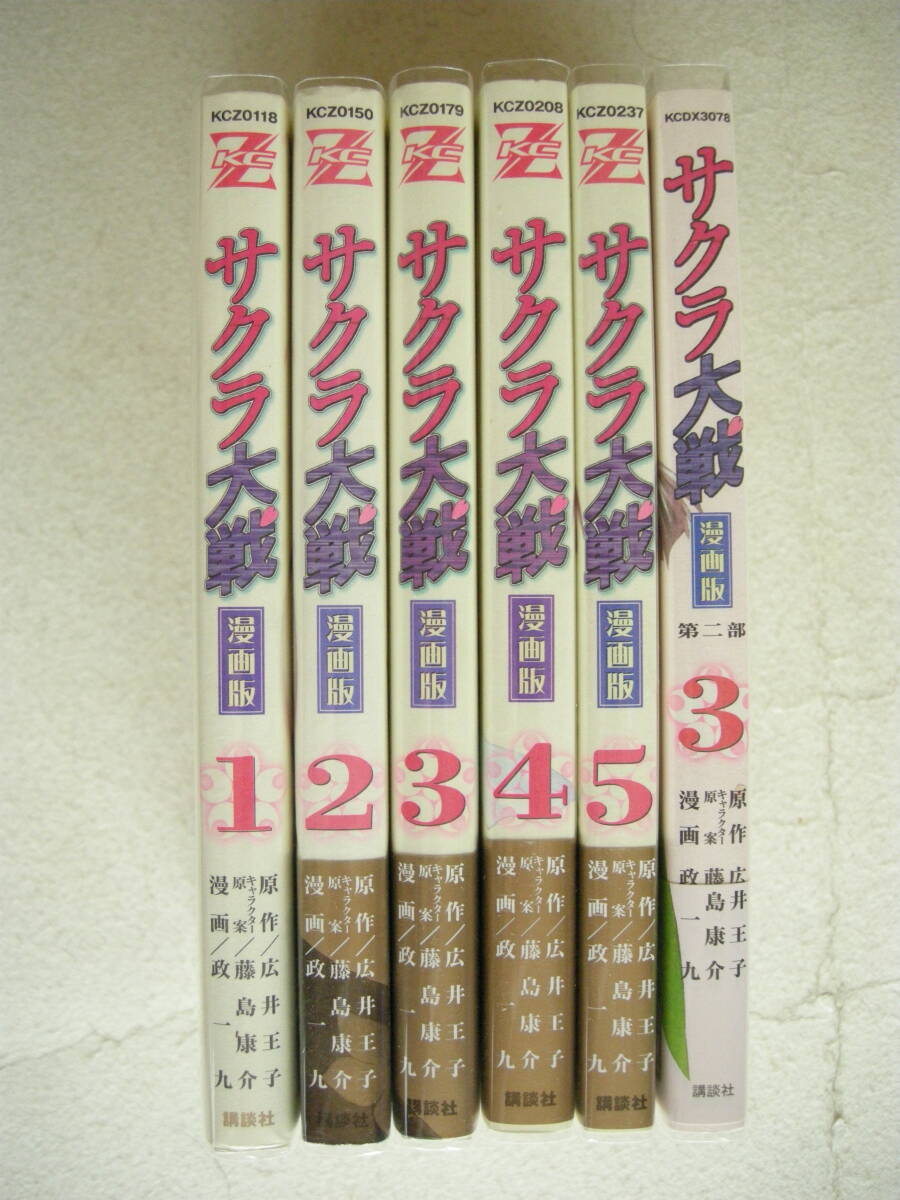 KCZ0118
KC
サクラ大戦
漫画版
1
原作/広井王子
キャラクター原案/藤島康介
漫画/政一九
講談社
KCZ0150
KC
サクラ大戦
漫画版
2
原作/広井王子
キャラクター原案/藤島康介
漫画/政一九
講談社
KCZ0179
KC
サクラ大戦
漫画版
3
原作/広井王子
キャラクター原案/藤島康介
漫画/政一九
講談社
KCZ0208
KC
サクラ大戦
漫画版
4
原作/広井王子
キャラクター原案/藤島康介
漫画/政一九
講談社
KCZ0237
KC
サクラ大戦
漫画版
5
原作/広井王子
キャラクター原案/藤島康介
漫画/政一九
講談社
KCDX3078
サクラ大戦
漫画版
第二部
3
原作 広井王子
キャラクター原案 藤島康介
漫画 政一九
講談社